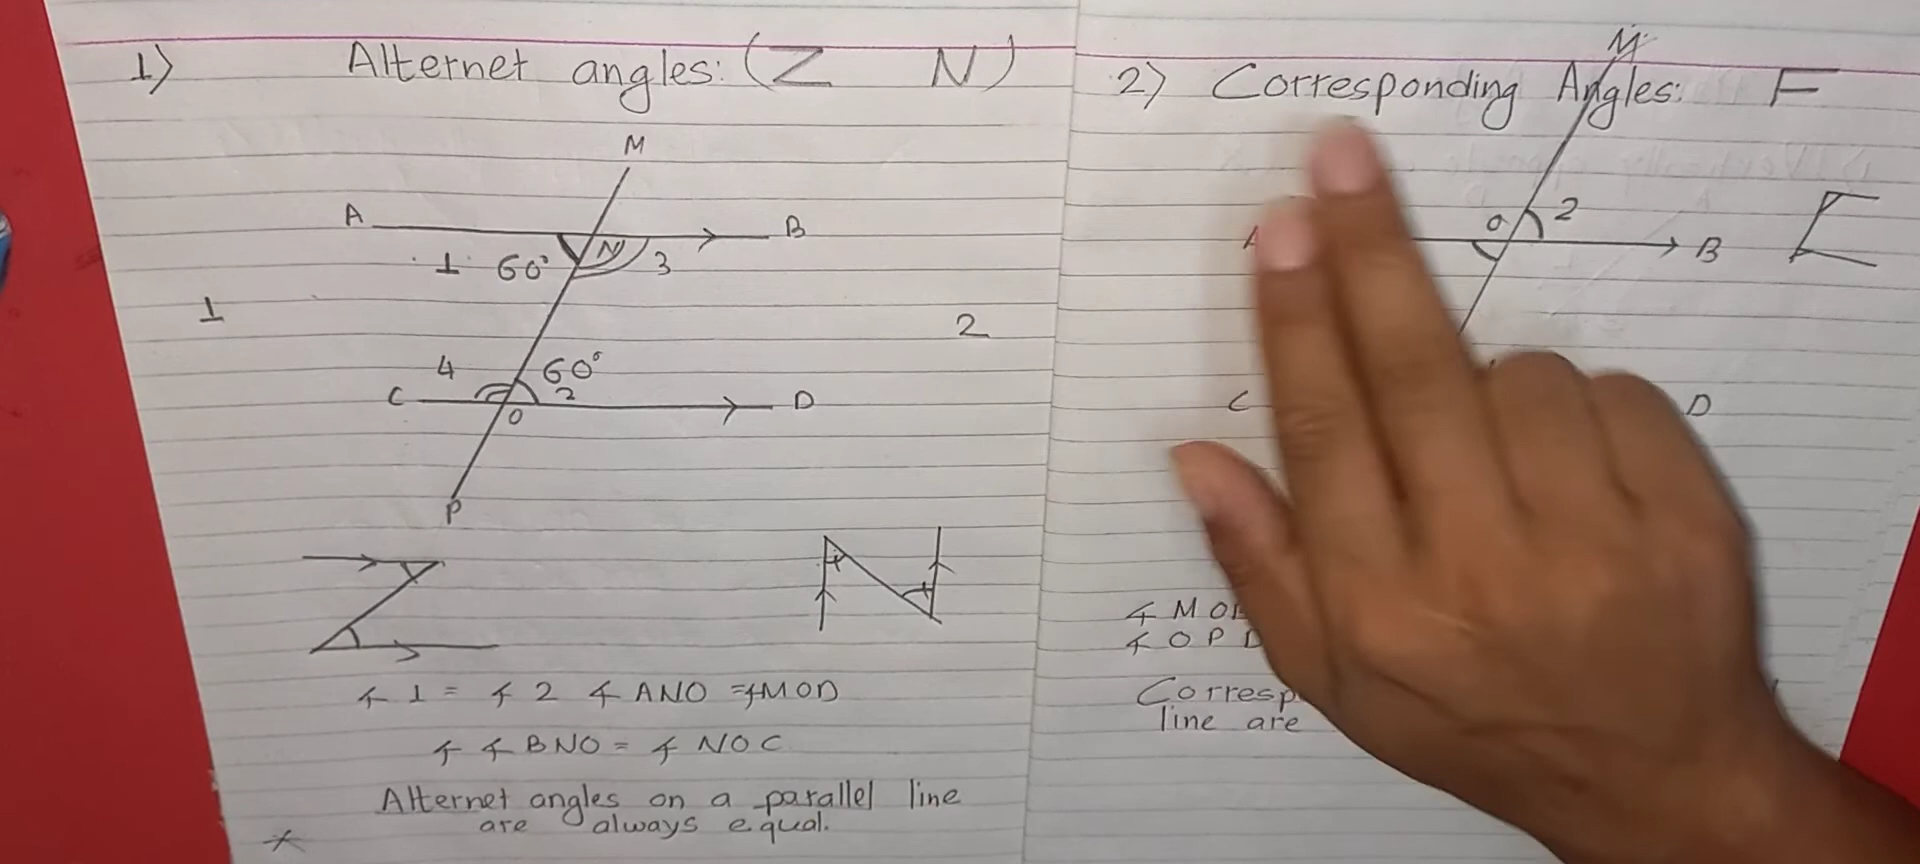 1) Alternet angles: (Z N)
M
A B
1 60° N 3
1 2
4 60°
C 2 D
O
P
∡ 1 = ∡ 2 ∡ ANO = ∡MOD
∡ ∡ BNO = ∡ NOC
Alternet angles on a parallel line
are always equal.
2) Corresponding Angles: F
M
O 2
B
C D
∡ MO
∡ OP
Corresp
line are